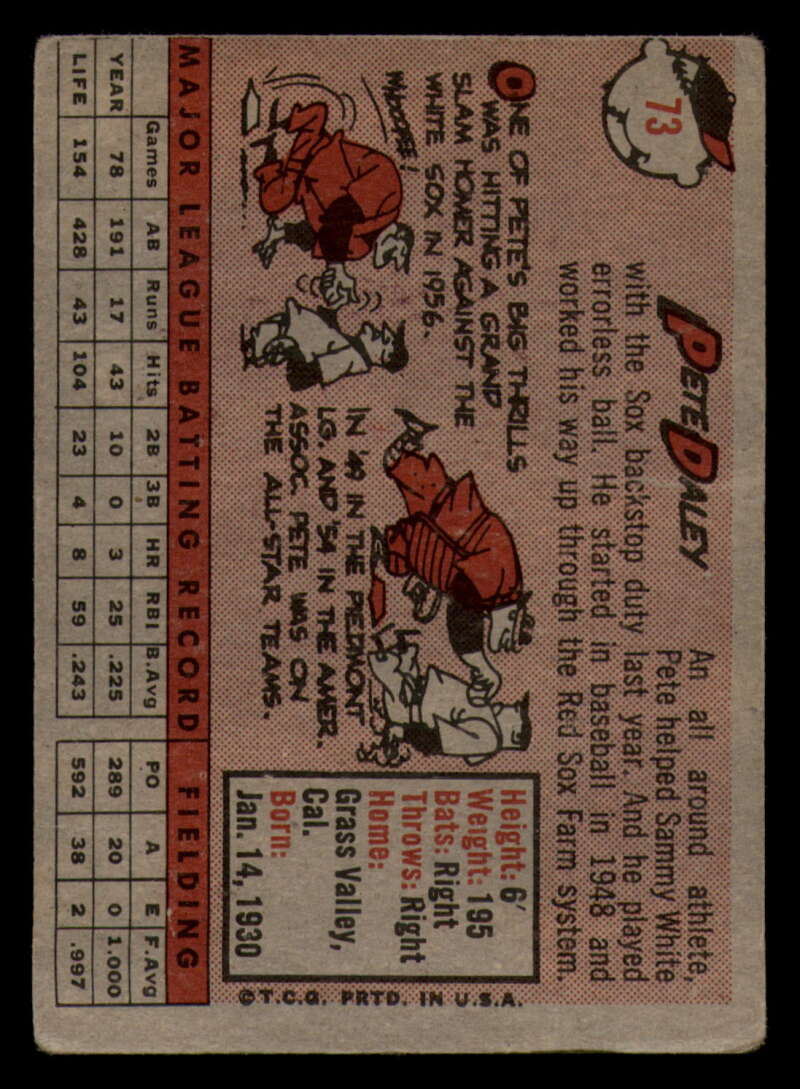 73
PETE DALEY
An all around athlete,
Pete helped Sammy White
with the Sox backstop duty last year. And he played
errorless ball. He started in baseball in 1948 and
worked his way up through the Red Sox Farm system.
ONE OF PETE'S BIG THRILLS
WAS HITTING A GRAND
SLAM HOMER AGAINST THE
WHITE SOX IN 1956.
WHOOPEE!
IN '49 IN THE PIEDMONT
LG. AND '54 IN THE AMER.
ASSOC. PETE WAS ON
THE ALL-STAR TEAMS.
Height: 6'
Weight: 195
Bats: Right
Throws: Right
Home:
Grass Valley,
Cal.
Born:
Jan. 14, 1930
©T.C.G. PRTD. IN U.S.A.
MAJOR LEAGUE BATTING RECORD FIELDING
Games AB Runs Hits 2B 3B HR RBI B.Avg PO A E F.Avg
YEAR 78 191 17 43 10 0 3 25 .225 289 20 0 1.000
LIFE 154 428 43 104 23 4 8 59 .243 592 38 2 .997